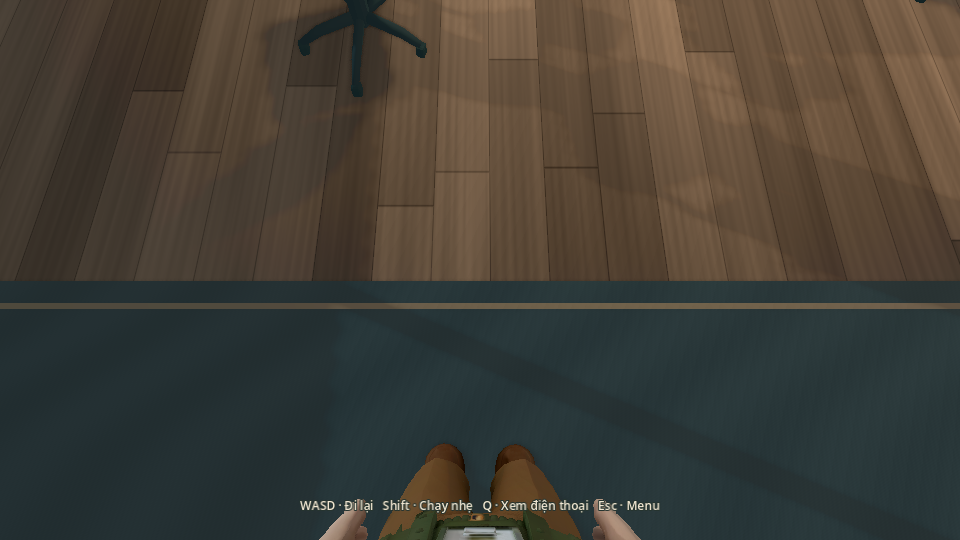 WASD · Đi lại Shift · Chạy nhẹ Q · Xem điện thoại Esc · Menu